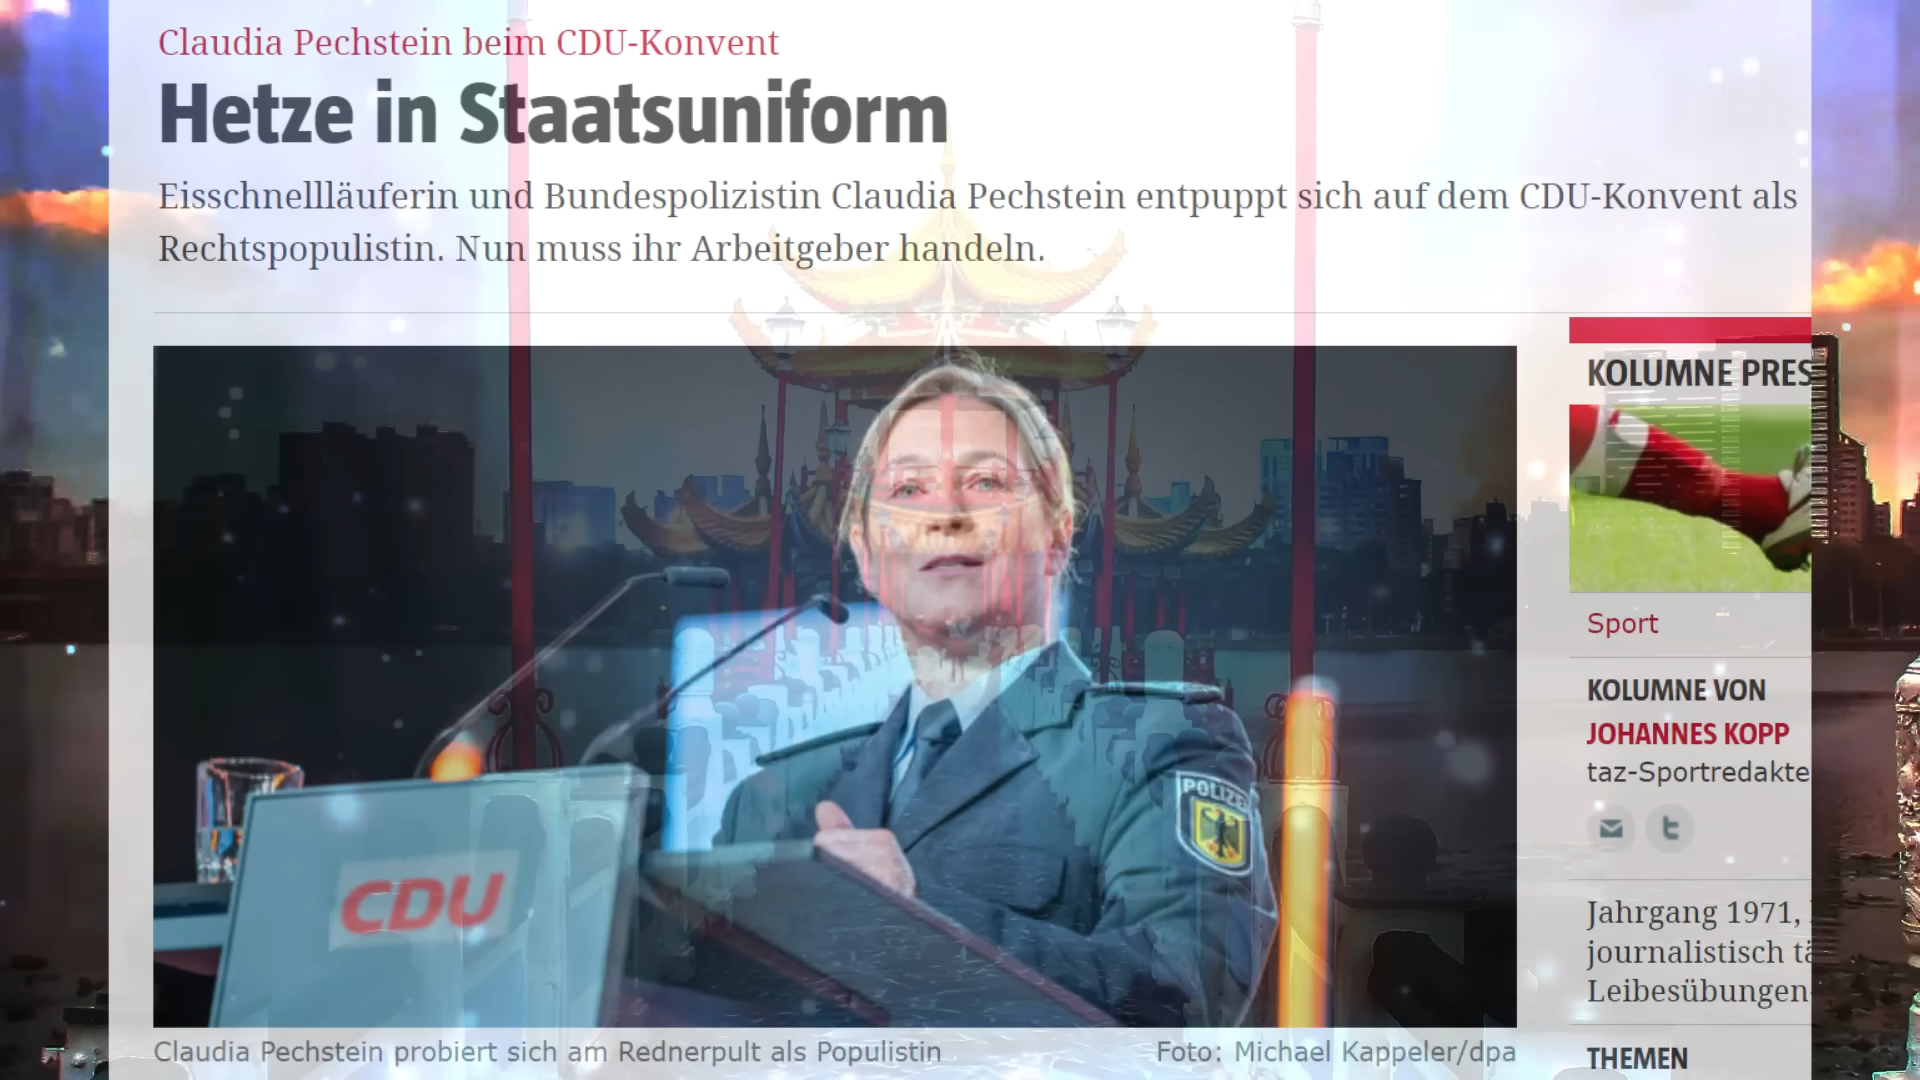 Claudia Pechstein beim CDU-Konvent
Hetze in Staatsuniform
Eisschnellläuferin und Bundespolizistin Claudia Pechstein entpuppt sich auf dem CDU-Konvent als
Rechtspopulistin. Nun muss ihr Arbeitgeber handeln.
POLIZEI
CDU
Claudia Pechstein probiert sich am Rednerpult als Populistin
Foto: Michael Kappeler/dpa
KOLUMNE PRES
Sport
KOLUMNE VON
JOHANNES KOPP
taz-Sportredakte
Jahrgang 1971,
journalistisch tä
Leibesübungen-
THEMEN